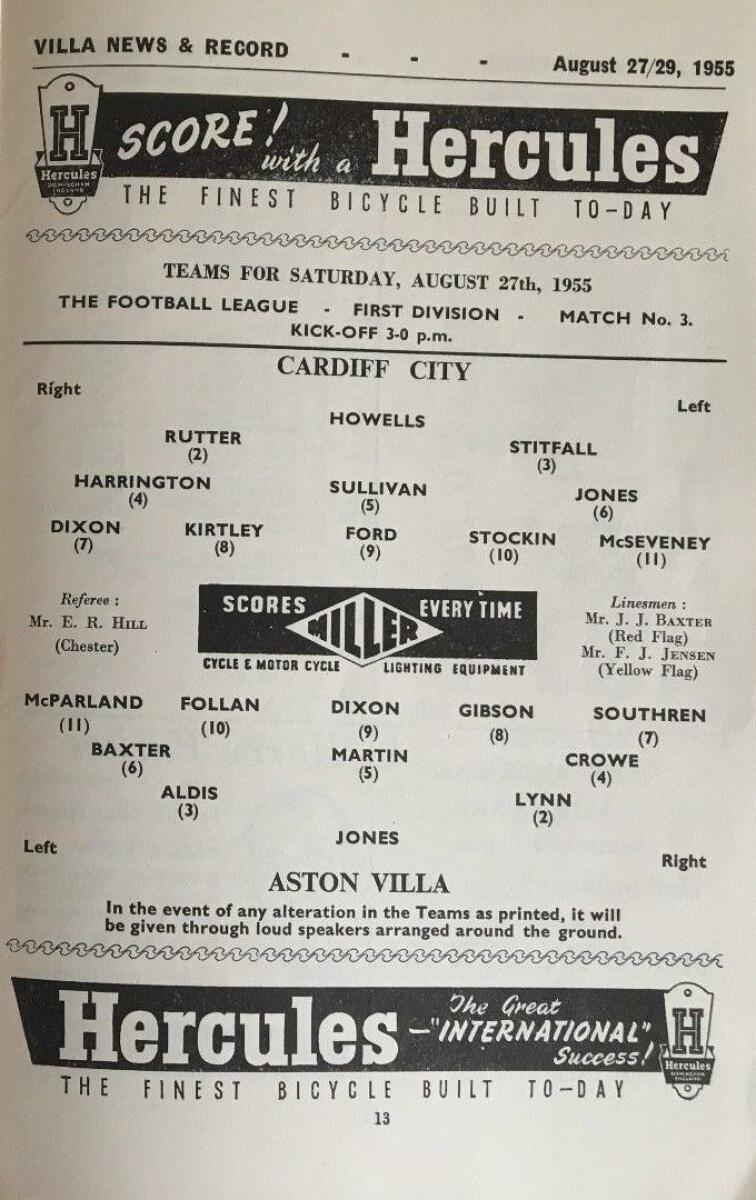 VILLA NEWS & RECORD - - - August 27/29, 1955
H
Hercules
BIRMINGHAM
ENGLAND
SCORE! with a Hercules
THE FINEST BICYCLE BUILT TO-DAY
TEAMS FOR SATURDAY, AUGUST 27th, 1955
THE FOOTBALL LEAGUE - FIRST DIVISION - MATCH No. 3.
KICK-OFF 3-0 p.m.
CARDIFF CITY
Right Left
HOWELLS
RUTTER STITFALL
(2) (3)
HARRINGTON SULLIVAN JONES
(4) (5) (6)
DIXON KIRTLEY FORD STOCKIN McSEVENEY
(7) (8) (9) (10) (11)
Referee :
Mr. E. R. HILL
(Chester)
SCORES MILLER EVERY TIME
CYCLE & MOTOR CYCLE LIGHTING EQUIPMENT
Linesmen :
Mr. J. J. BAXTER
(Red Flag)
Mr. F. J. JENSEN
(Yellow Flag)
McPARLAND FOLLAN DIXON GIBSON SOUTHREN
(11) (10) (9) (8) (7)
BAXTER MARTIN CROWE
(6) (5) (4)
ALDIS LYNN
(3) (2)
JONES
Left Right
ASTON VILLA
In the event of any alteration in the Teams as printed, it will
be given through loud speakers arranged around the ground.
Hercules – The Great
"INTERNATIONAL"
Success!
H
Hercules
BIRMINGHAM
ENGLAND
THE FINEST BICYCLE BUILT TO-DAY
13